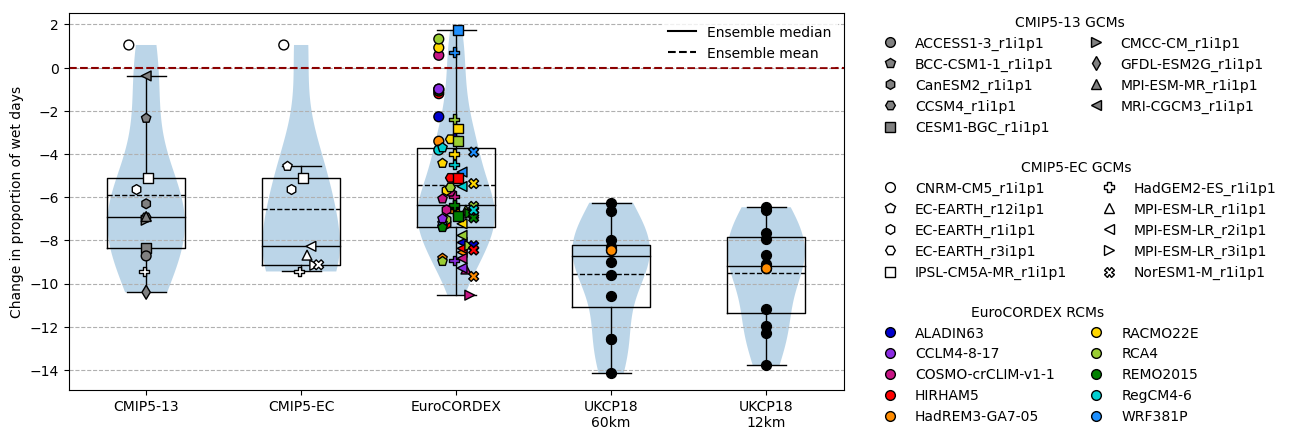 Change in proportion of wet days
2
0
−2
−4
−6
−8
−10
−12
−14
Ensemble median
Ensemble mean
CMIP5-13
CMIP5-EC
EuroCORDEX
UKCP18
60km
UKCP18
12km
CMIP5-13 GCMs
ACCESS1-3_r1i1p1
BCC-CSM1-1_r1i1p1
CanESM2_r1i1p1
CCSM4_r1i1p1
CESM1-BGC_r1i1p1
CMCC-CM_r1i1p1
GFDL-ESM2G_r1i1p1
MPI-ESM-MR_r1i1p1
MRI-CGCM3_r1i1p1
CMIP5-EC GCMs
CNRM-CM5_r1i1p1
EC-EARTH_r12i1p1
EC-EARTH_r1i1p1
EC-EARTH_r3i1p1
IPSL-CM5A-MR_r1i1p1
HadGEM2-ES_r1i1p1
MPI-ESM-LR_r1i1p1
MPI-ESM-LR_r2i1p1
MPI-ESM-LR_r3i1p1
NorESM1-M_r1i1p1
EuroCORDEX RCMs
ALADIN63
CCLM4-8-17
COSMO-crCLIM-v1-1
HIRHAM5
HadREM3-GA7-05
RACMO22E
RCA4
REMO2015
RegCM4-6
WRF381P